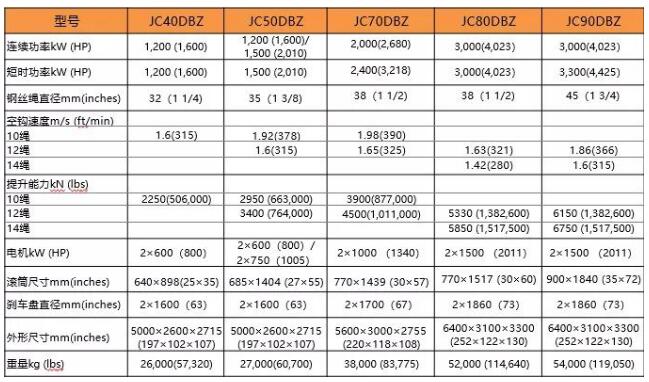 型号 JC40DBZ JC50DBZ JC70DBZ JC80DBZ JC90DBZ
连续功率kW (HP) 1,200 (1,600) 1,200 (1,600)/ 1,500 (2,010) 2,000(2,680) 3,000(4,023) 3,000(4,023)
短时功率kW (HP) 1,200 (1,600) 1,500 (2,010) 2,400(3,218) 3,000(4,023) 3,300(4,425)
钢丝绳直径mm(inches) 32（1 1/4） 35（1 3/8） 38（1 1/2） 38（1 1/2） 45（1 3/4）
空钩速度m/s (ft/min)
10绳 1.6(315) 1.92(378) 1.98(390)
12绳 1.6(315) 1.65(325) 1.63(321) 1.86(366)
14绳 1.42(280) 1.6(315)
提升能力kN (lbs)
10绳 2250(506,000) 2950 (663,000) 3900(877,000)
12绳 3400 (764,000) 4500(1,011,000) 5330 (1,382,600) 6150 (1,382,600)
14绳 5850 (1,517,500) 6750 (1,517,500)
电机kW (HP) 2×600（800） 2×600（800）/ 2×750（1005） 2×1000（1340） 2×1500（2011） 2×1500（2011）
滚筒尺寸mm(inches) 640×898(25×35) 685×1404 (27×55) 770×1439 (30×57) 770×1517 (30×60) 900×1840 (35×72)
刹车盘直径mm(inches) 2×1600（63） 2×1600（63） 2×1700（67） 2×1860（73） 2×1860（73）
外形尺寸mm(inches) 5000×2600×2715 (197×102×107) 5000×2600×2715 (197×102×107) 5600×3000×2755 (220×118×108) 6400×3100×3300 (252×122×130) 6400×3100×3300 (252×122×130)
重量kg (lbs) 26,000(57,320) 27,000(60,700) 38,000 (83,775) 52,000 (114,640) 54,000 (119,050)